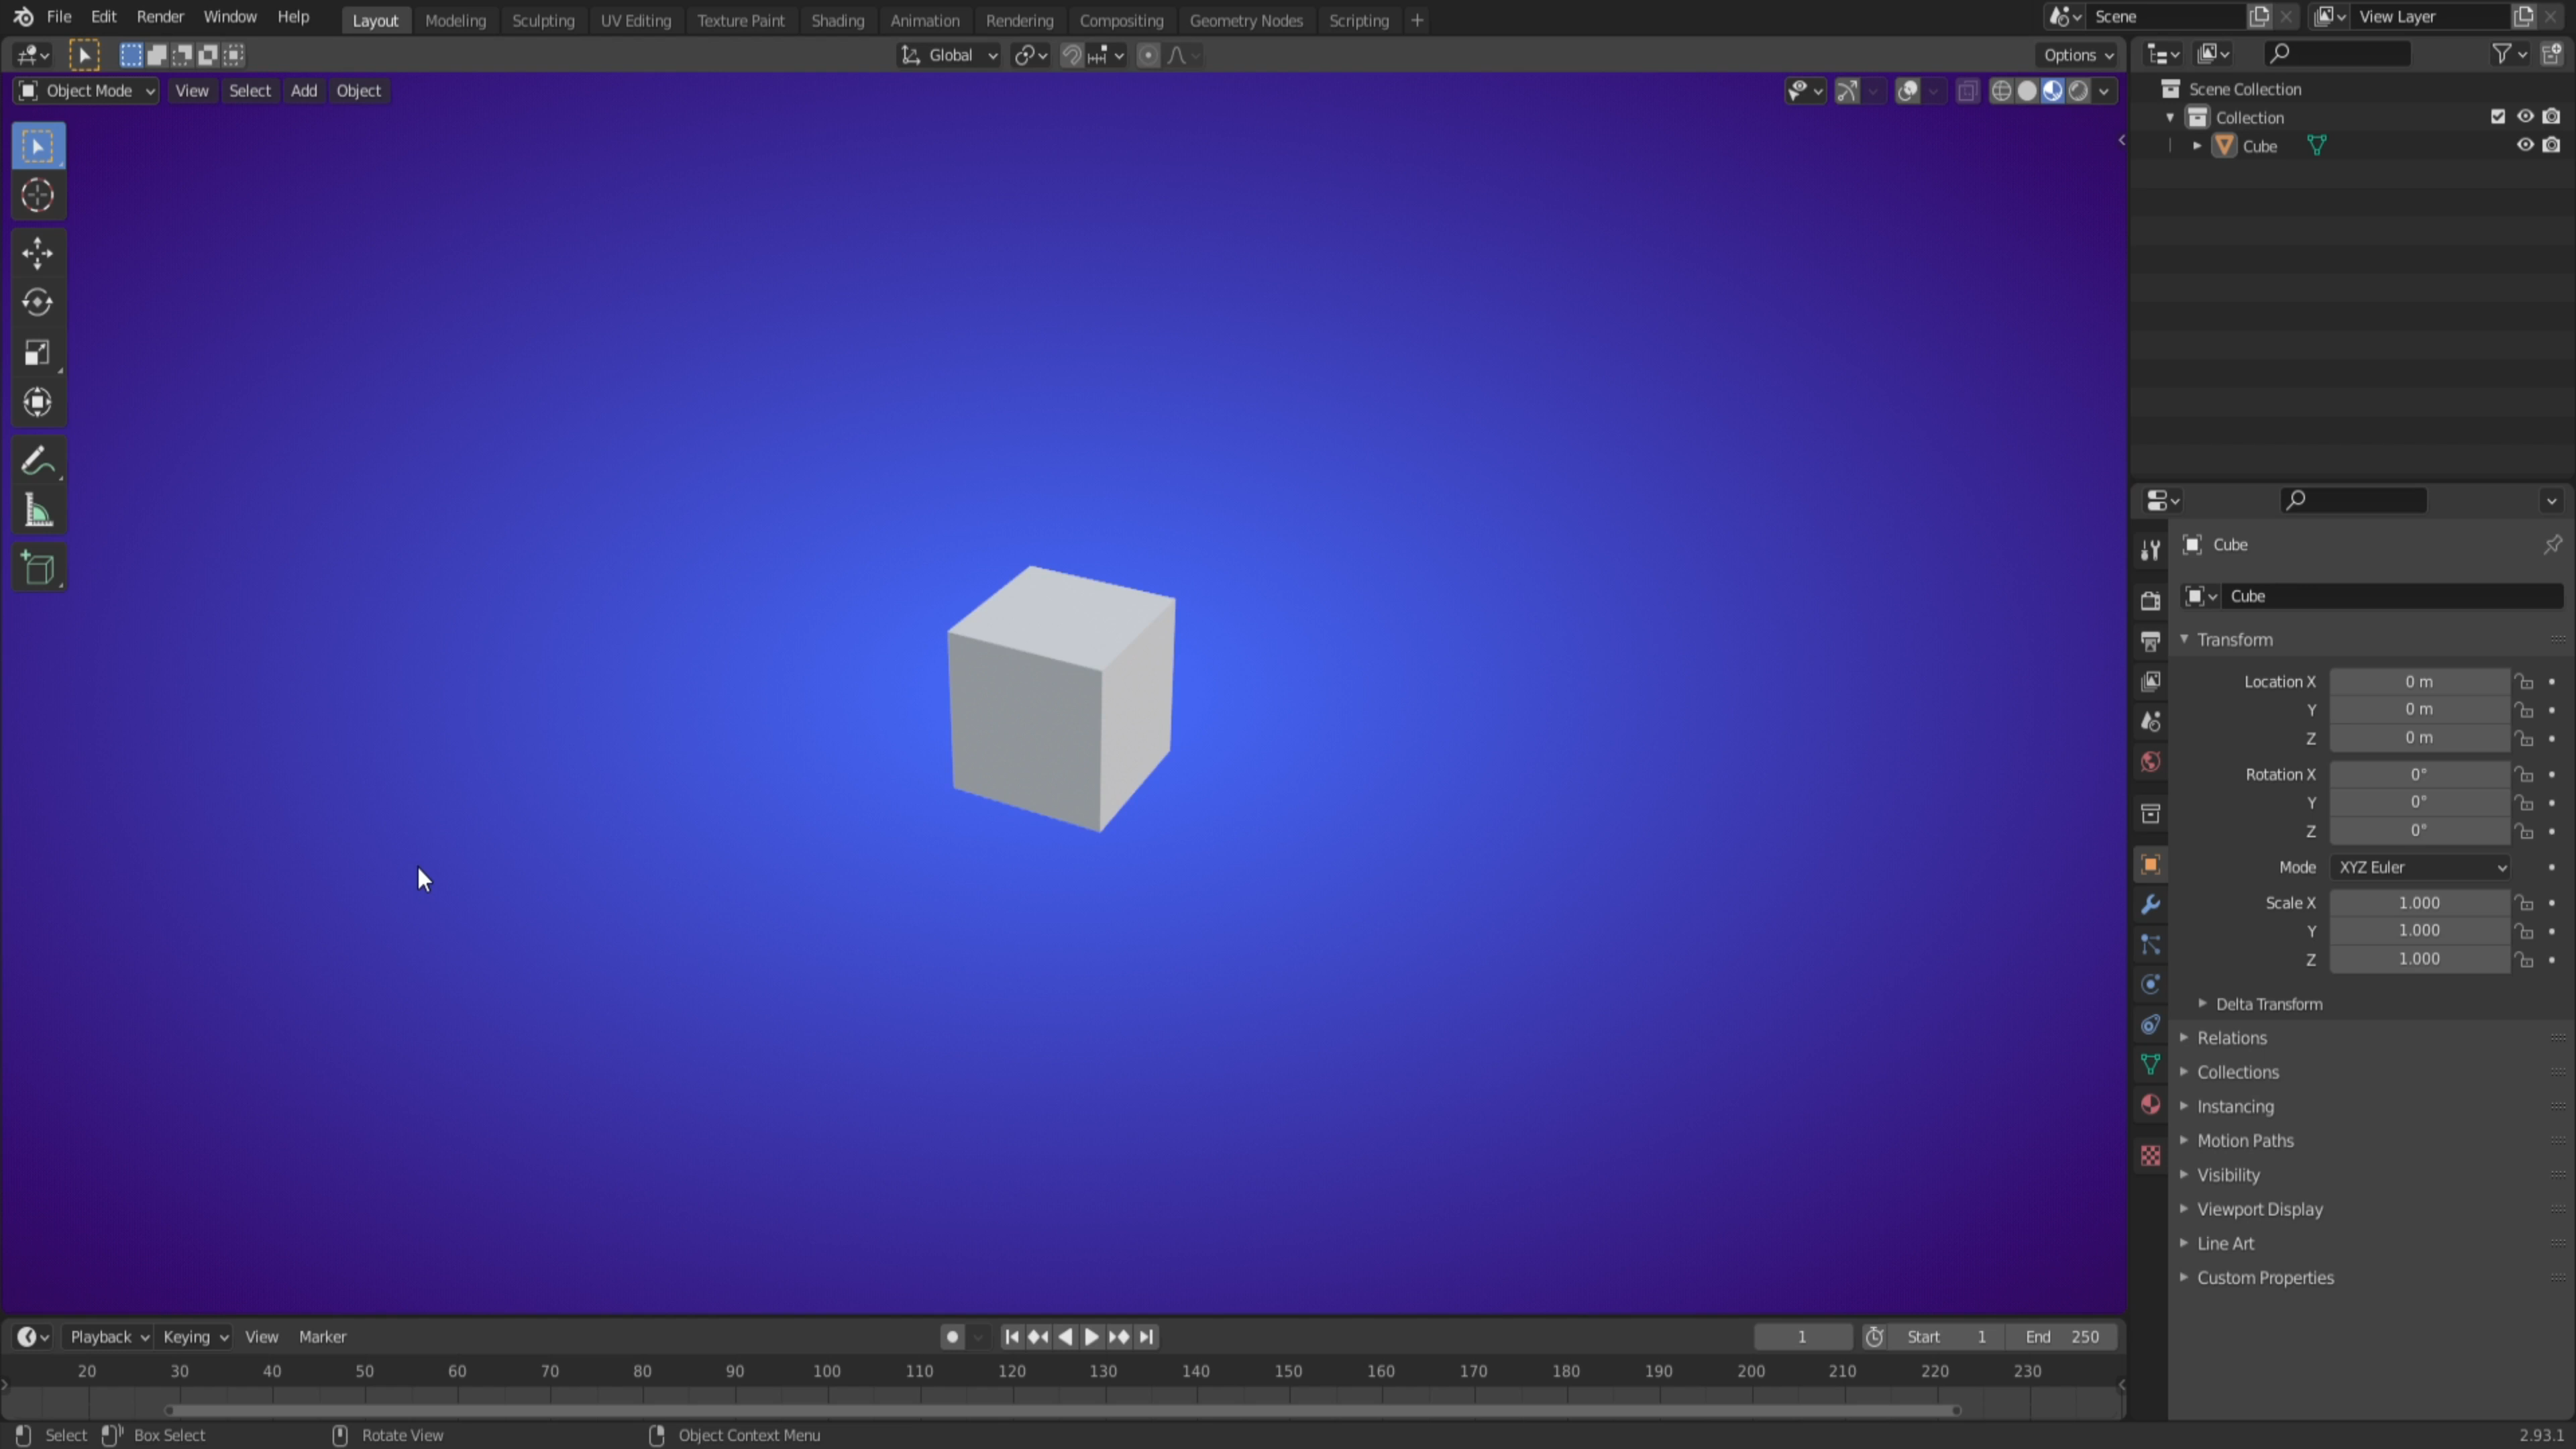 File Edit Render Window Help Layout Modeling Sculpting UV Editing Texture Paint Shading Animation Rendering Compositing Geometry Nodes Scripting + Scene View Layer
Global Options
Object Mode View Select Add Object
Scene Collection
Collection
Cube
Cube
Cube
Transform
Location X 0 m
Y 0 m
Z 0 m
Rotation X 0°
Y 0°
Z 0°
Mode XYZ Euler
Scale X 1.000
Y 1.000
Z 1.000
Delta Transform
Relations
Collections
Instancing
Motion Paths
Visibility
Viewport Display
Line Art
Custom Properties
Playback Keying View Marker 1 Start 1 End 250
20 30 40 50 60 70 80 90 100 110 120 130 140 150 160 170 180 190 200 210 220 230
Select Box Select Rotate View Object Context Menu 2.93.1